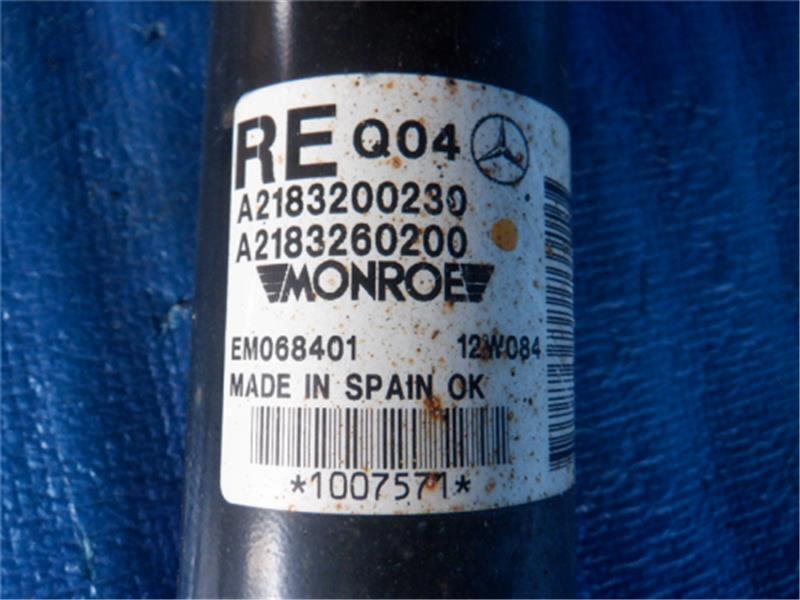 RE Q04
A2183200230
A2183260200
MONROE
EM068401 12W084
MADE IN SPAIN OK
*1007571*